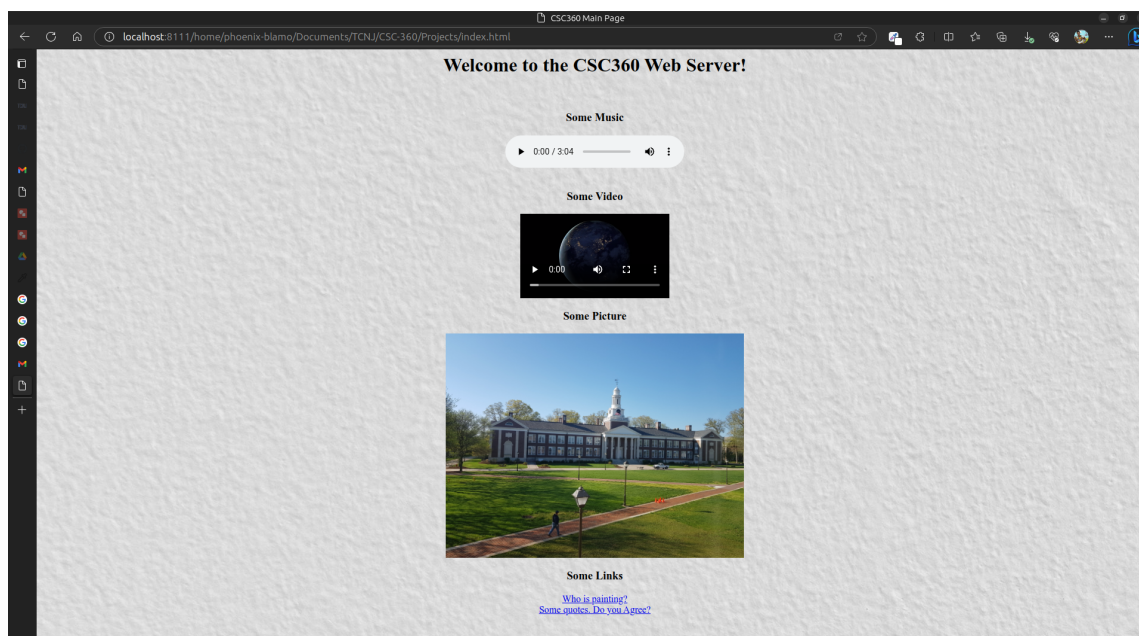 CSC360 Main Page
localhost:8111/home/phoenix-blamo/Documents/TCNJ/CSC-360/Projects/index.html
Welcome to the CSC360 Web Server!
Some Music
0:00 / 3:04
Some Video
0:00
Some Picture
Some Links
Who is painting?
Some quotes. Do you Agree?